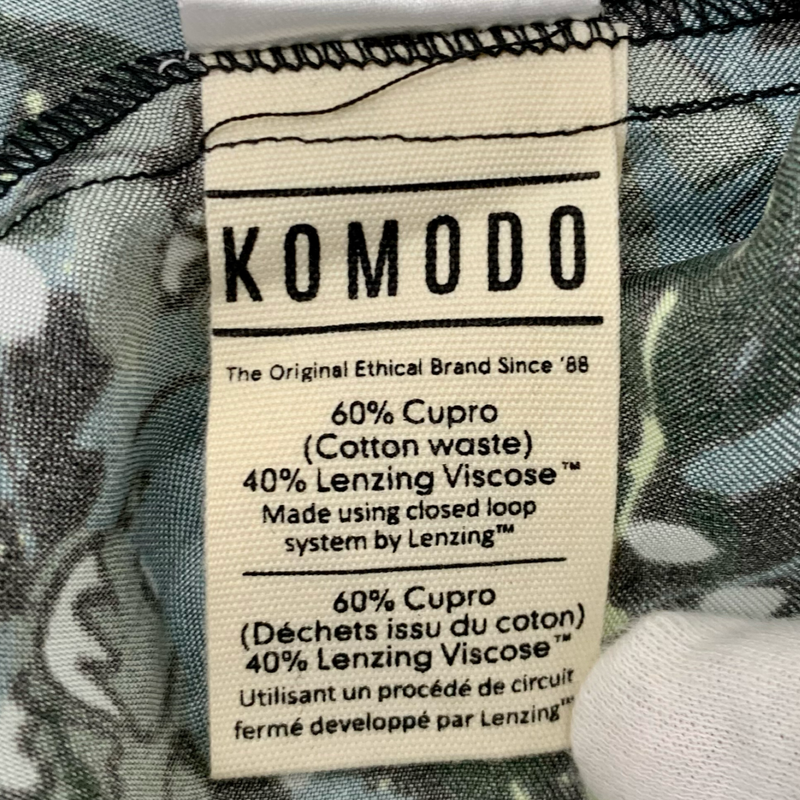 KOMODO
The Original Ethical Brand Since '88
60% Cupro
(Cotton waste)
40% Lenzing Viscose™
Made using closed loop
system by Lenzing™
60% Cupro
(Déchets issu du coton)
40% Lenzing Viscose™
Utilisant un procédé de circuit
fermé developpé par Lenzing™